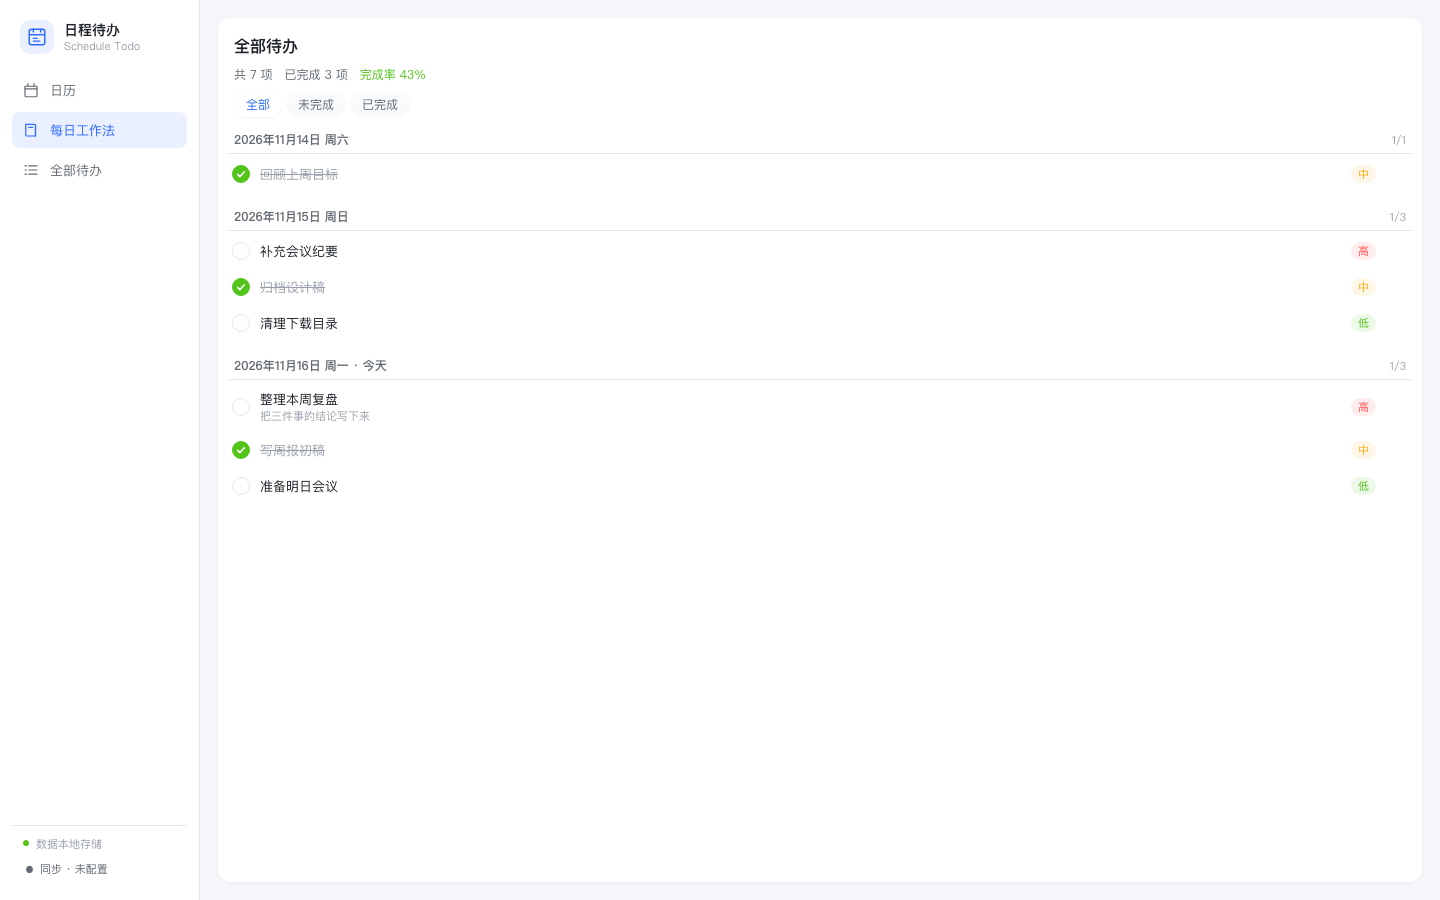 日程待办
Schedule Todo
日历
每日工作法
全部待办
数据本地存储
同步 · 未配置
全部待办
共 7 项 已完成 3 项 完成率 43%
全部 未完成 已完成
2026年11月14日 周六 1/1
回顾上周目标 中
2026年11月15日 周日 1/3
补充会议纪要 高
归档设计稿 中
清理下载目录 低
2026年11月16日 周一 · 今天 1/3
整理本周复盘 高
把三件事的结论写下来
写周报初稿 中
准备明日会议 低